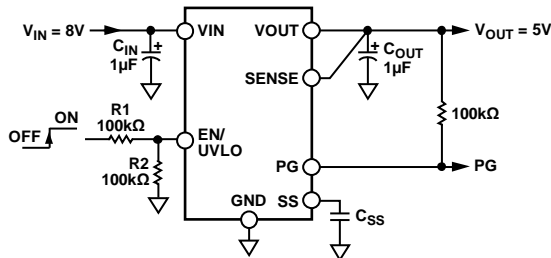 V_IN = 8V
C_IN
1µF
+
VIN
VOUT
SENSE
+
C_OUT
1µF
V_OUT = 5V
100kΩ
ON
OFF
R1
100kΩ
EN/
UVLO
R2
100kΩ
PG
PG
GND
SS
C_SS